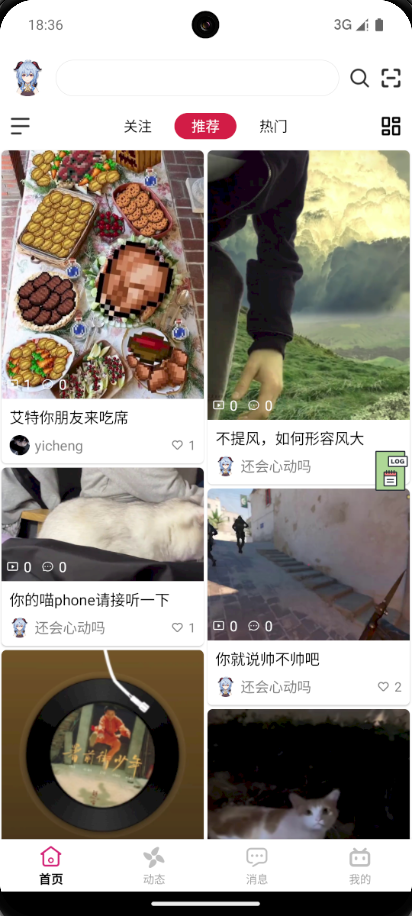 18:36
3G
关注
推荐
热门
1 0
艾特你朋友来吃席
yicheng
1
0 0
不提风，如何形容风大
还会心动吗
LOG
0 0
你的喵phone请接听一下
还会心动吗
1
0 0
你就说帅不帅吧
还会心动吗
2
首页
动态
消息
我的